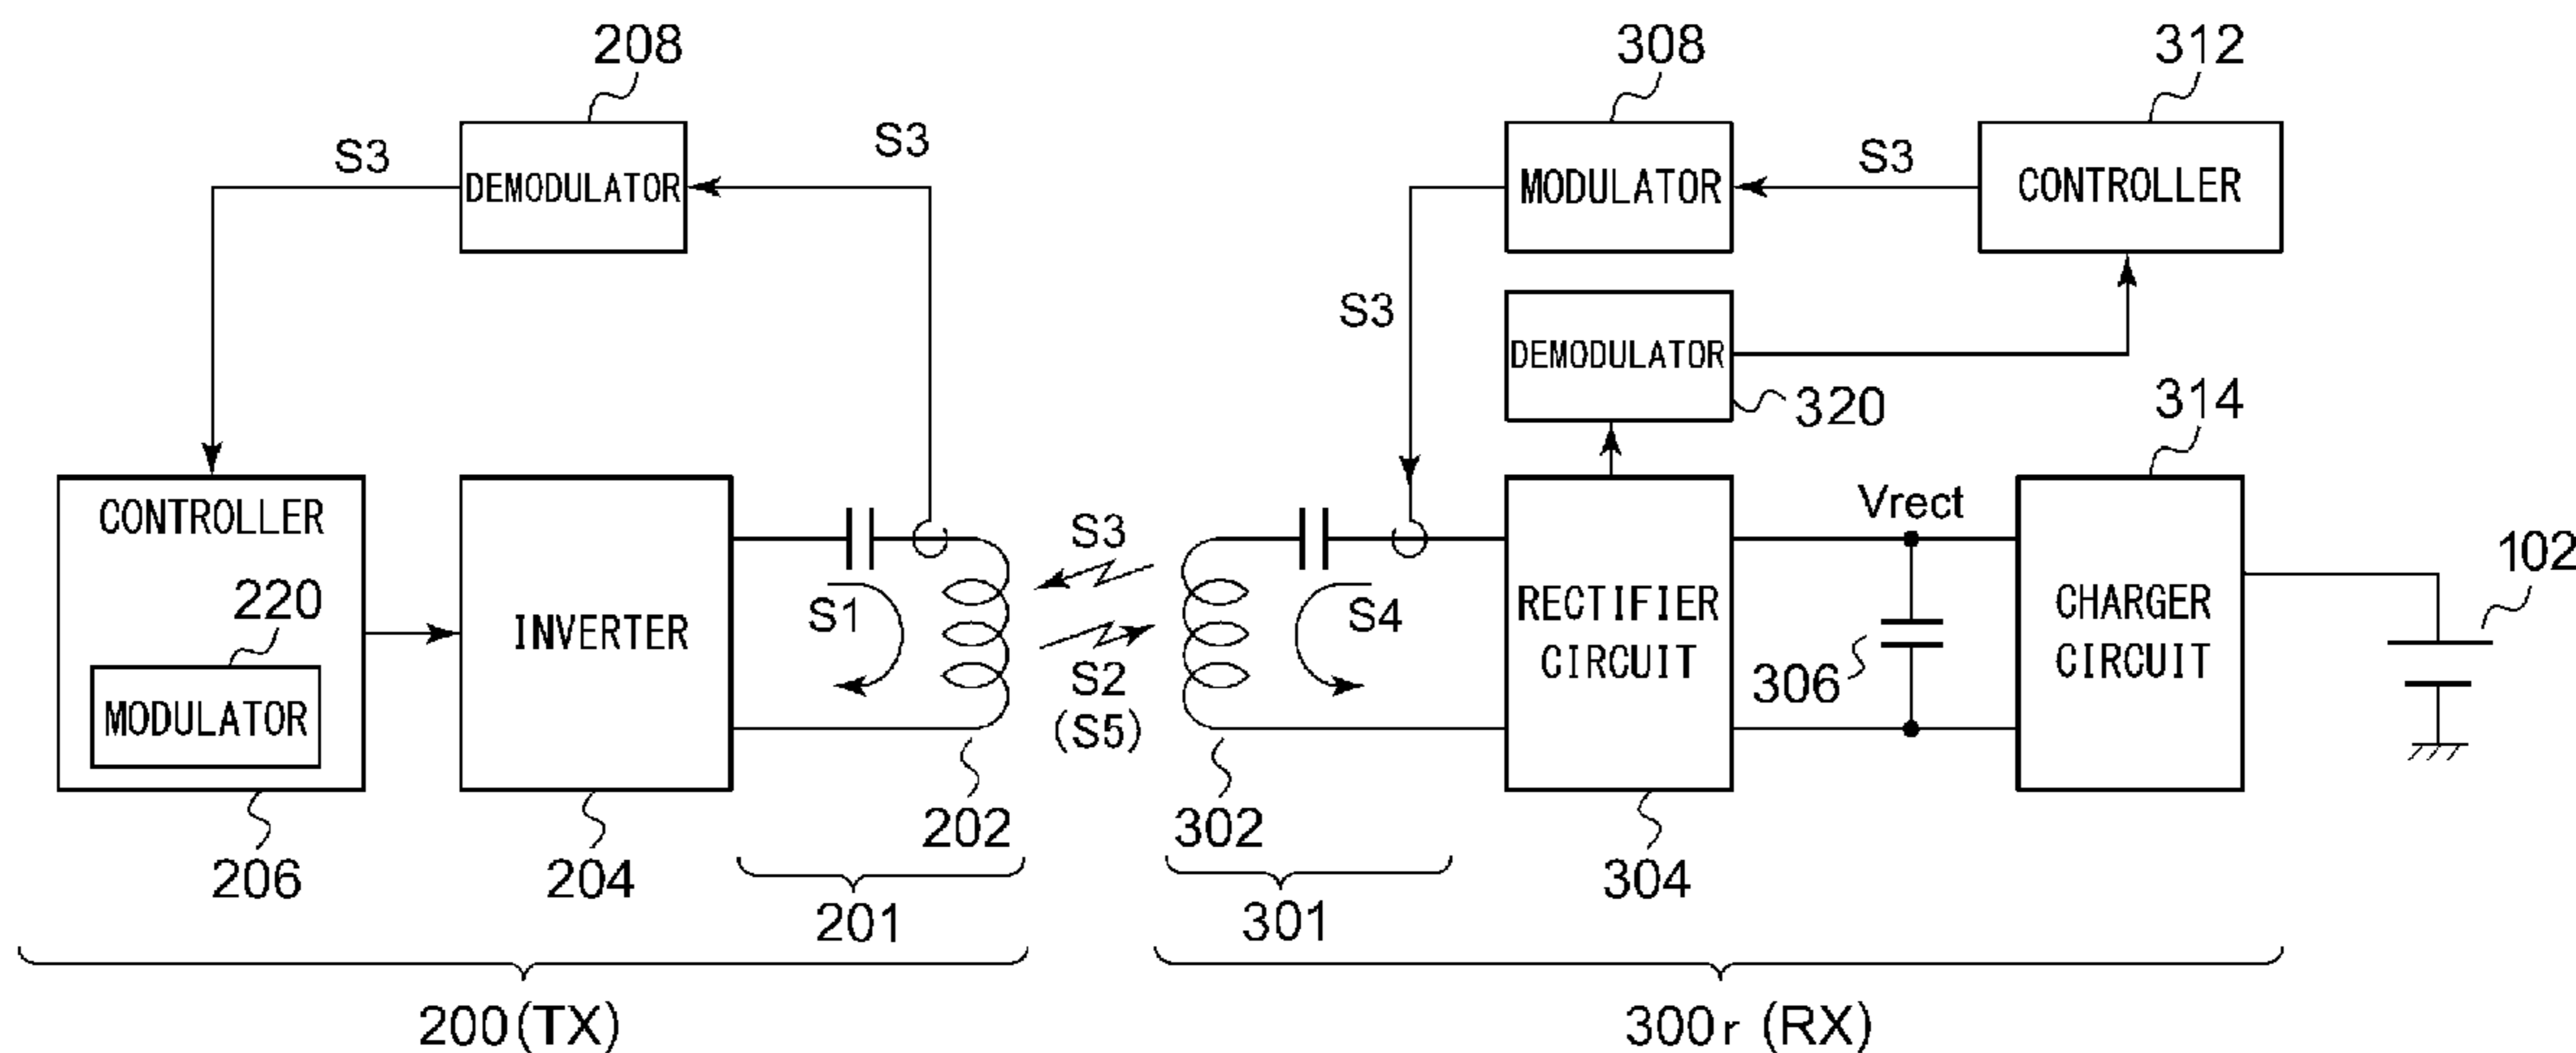 208
308
312
S3
DEMODULATOR
S3
MODULATOR
S3
CONTROLLER
S3
DEMODULATOR
320
314
CONTROLLER
220
MODULATOR
INVERTER
S1
S3
S2
(S5)
S4
RECTIFIER
CIRCUIT
Vrect
306
CHARGER
CIRCUIT
102
206
204
202
302
304
201
301
200(TX)
300r (RX)